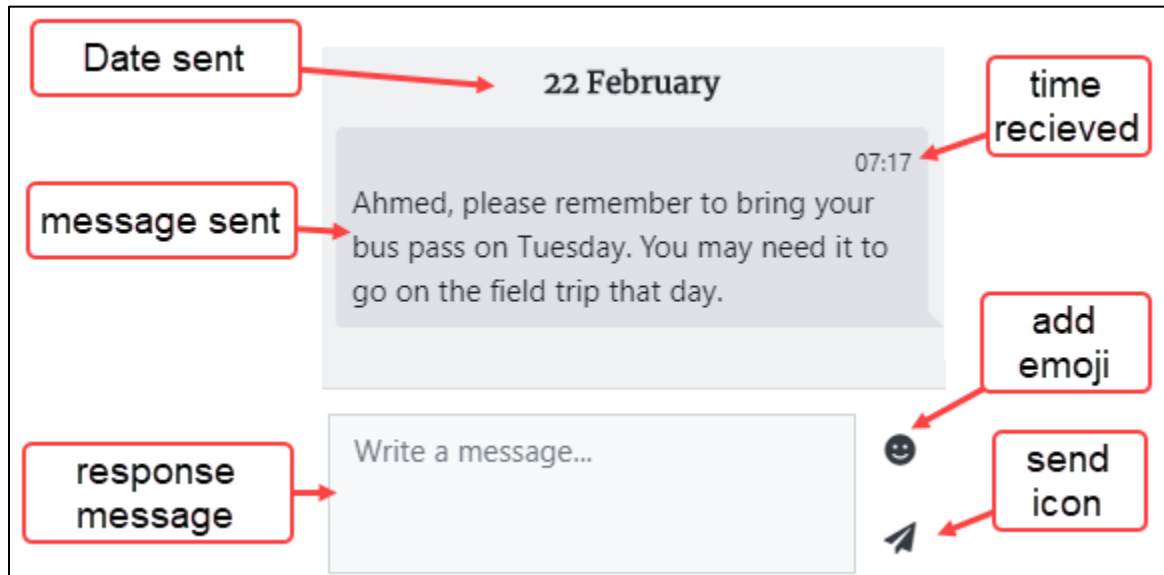 Date sent
22 February
time
recieved
07:17
message sent
Ahmed, please remember to bring your
bus pass on Tuesday. You may need it to
go on the field trip that day.
add
emoji
response
message
Write a message...
send
icon